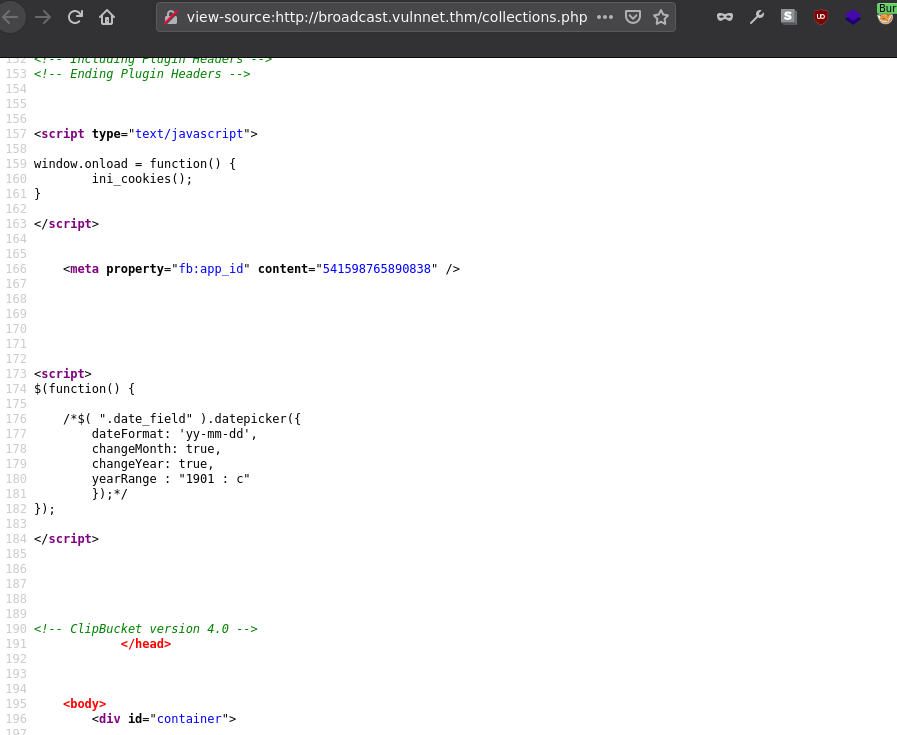 view-source:http://broadcast.vulnnet.thm/collections.php
S
UD
Bur
152 <!-- Including Plugin Headers -->
153 <!-- Ending Plugin Headers -->
154
155
156
157 <script type="text/javascript">
158
159 window.onload = function() {
160 ini_cookies();
161 }
162
163 </script>
164
165
166 <meta property="fb:app_id" content="541598765890838" />
167
168
169
170
171
172
173 <script>
174 $(function() {
175
176 /*$( ".date_field" ).datepicker({
177 dateFormat: 'yy-mm-dd',
178 changeMonth: true,
179 changeYear: true,
180 yearRange : "1901 : c"
181 });*/
182 });
183
184 </script>
185
186
187
188
189
190 <!-- ClipBucket version 4.0 -->
191 </head>
192
193
194
195 <body>
196 <div id="container">
197